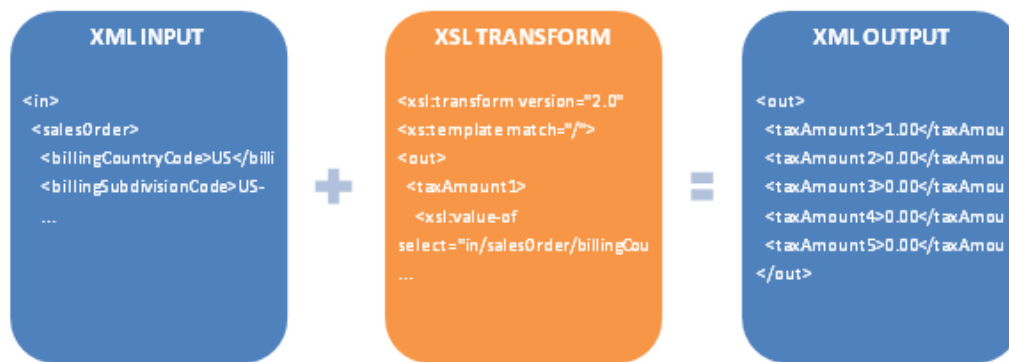 XML INPUT
<in>
<salesOrder>
<billingCountryCode>US</billi
<billingSubdivisionCode>US-
...
+
XSL TRANSFORM
<xsl:transform version="2.0"
<xs:template match="/">
<out>
<taxAmount1>
<xsl:value-of
select="in/salesOrder/billingCou
...
=
XML OUTPUT
<out>
<taxAmount1>1.00</taxAmou
<taxAmount2>0.00</taxAmou
<taxAmount3>0.00</taxAmou
<taxAmount4>0.00</taxAmou
<taxAmount5>0.00</taxAmou
</out>